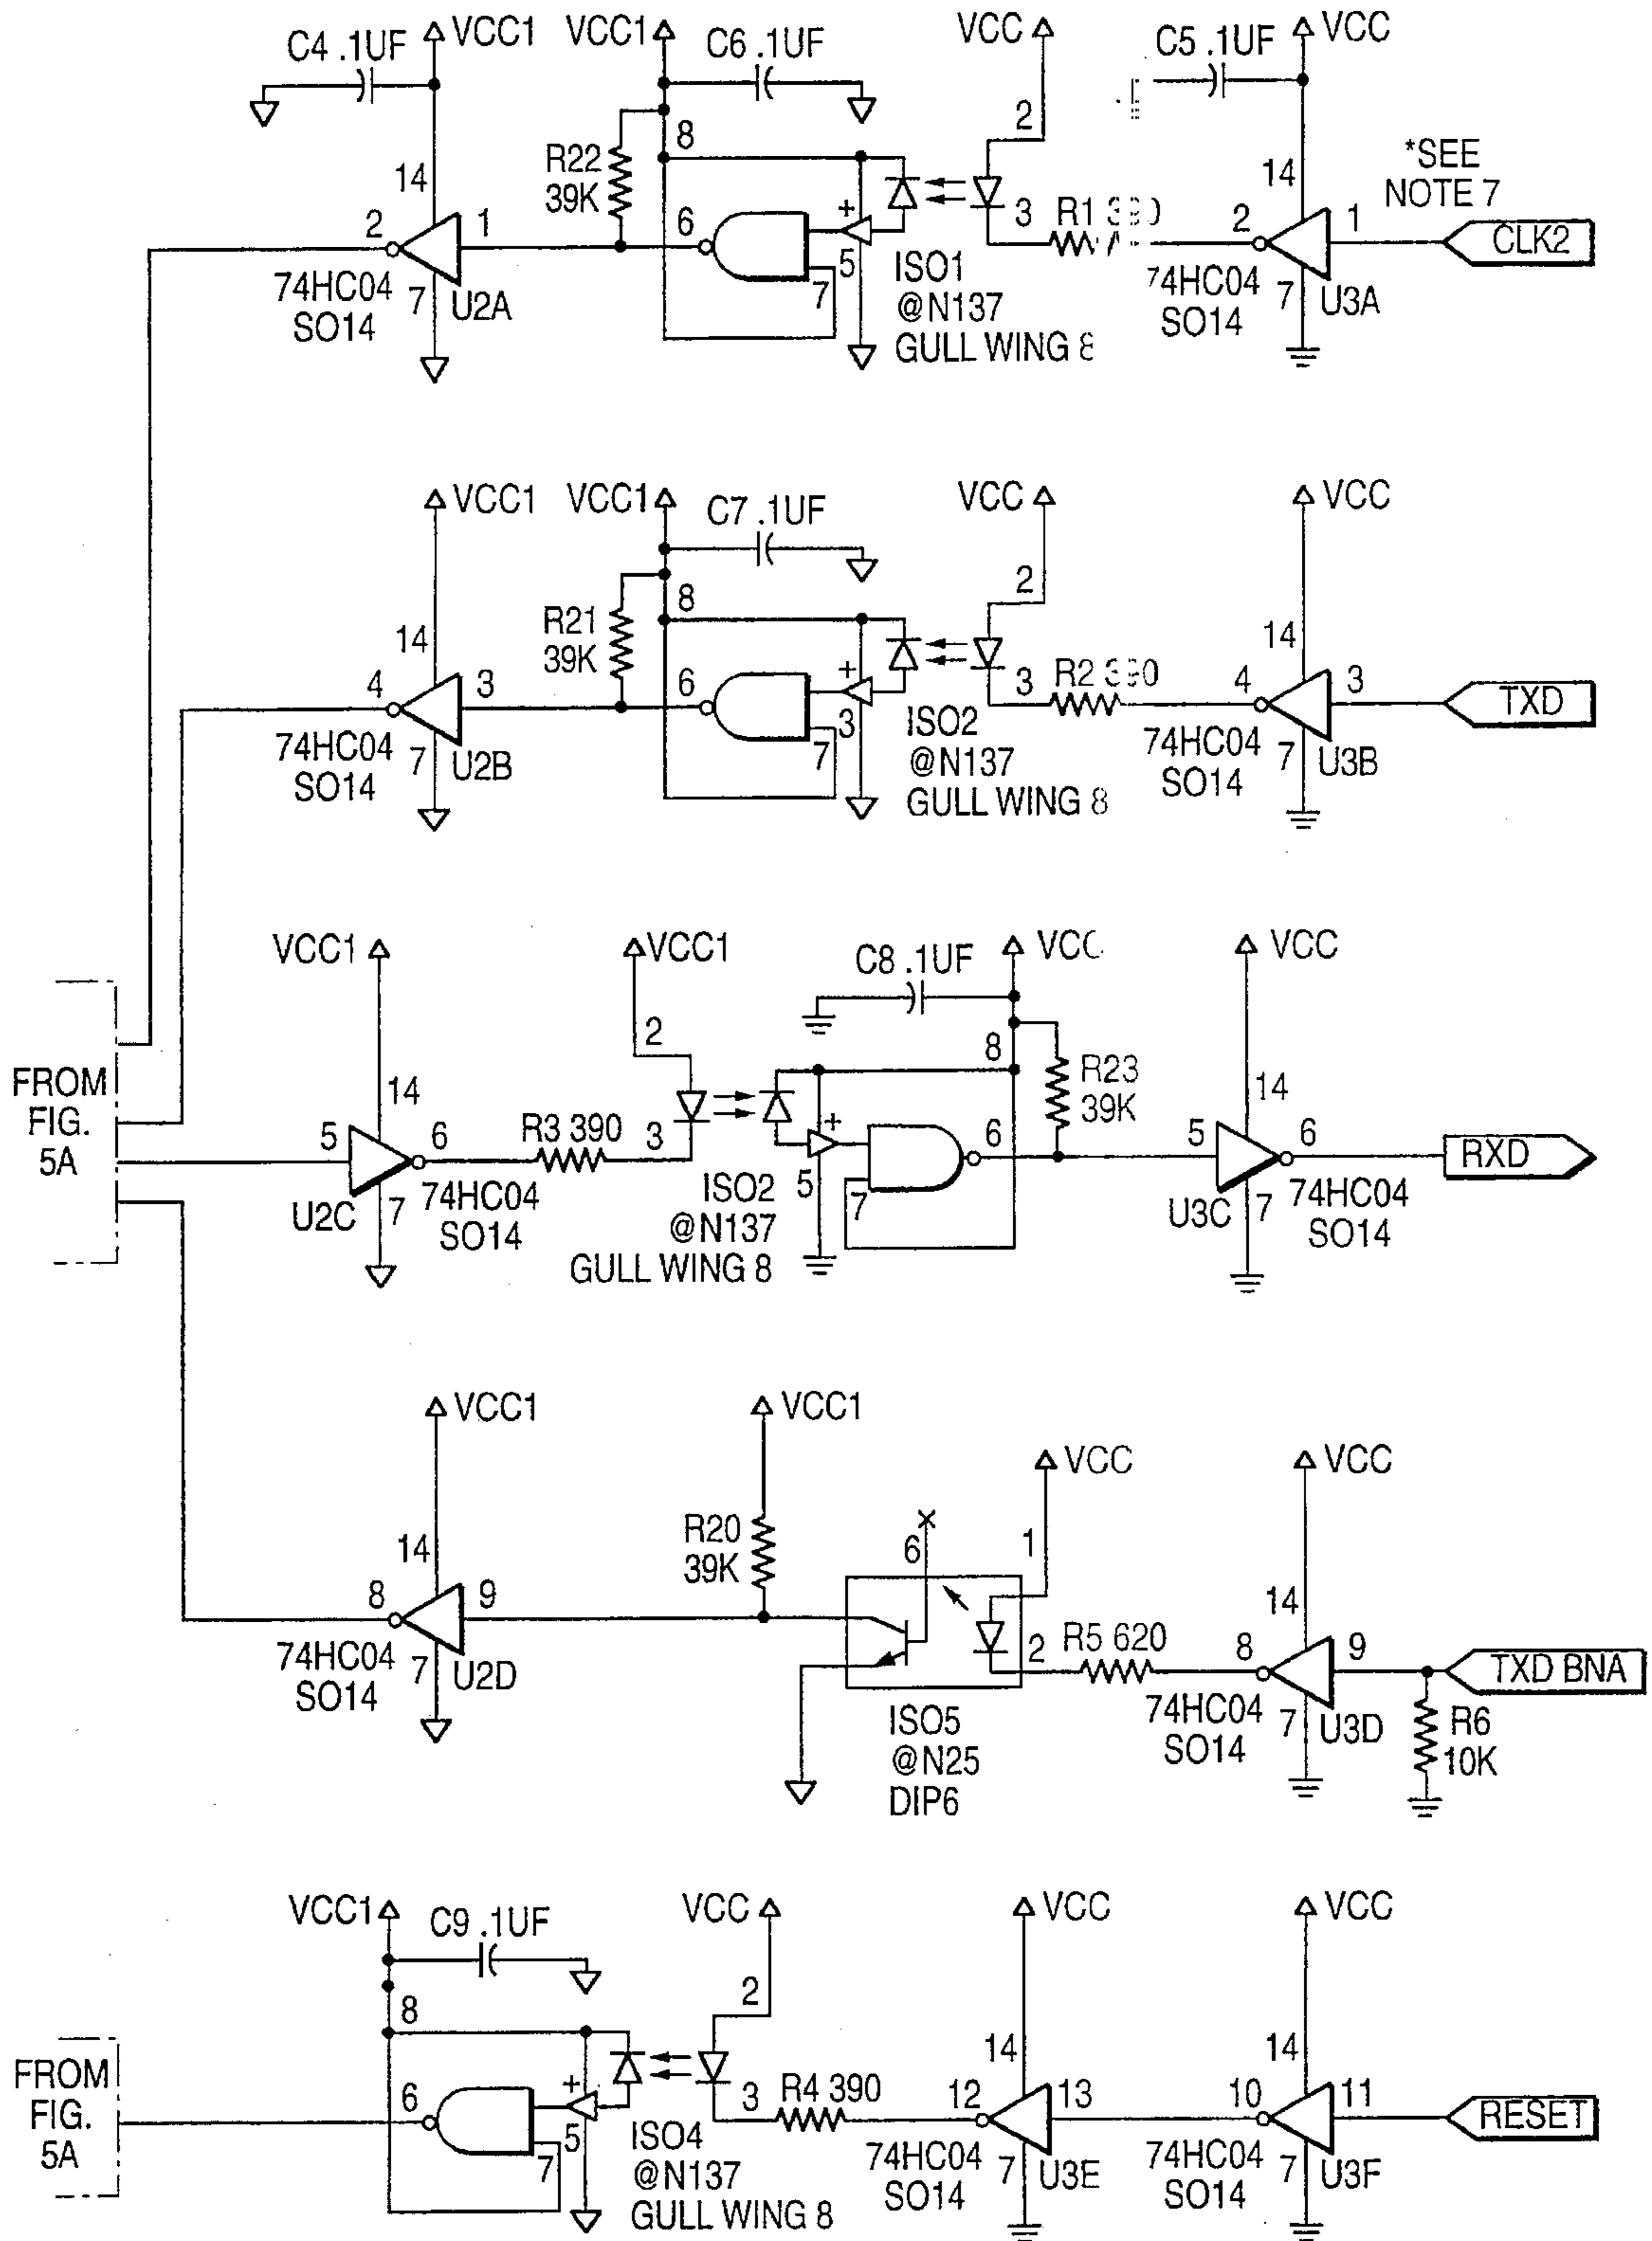 C4 .1UF
VCC1
VCC1
C6 .1UF
VCC
C5 .1UF
VCC
2
8
R22
39K
14
14
*SEE
NOTE 7
2
1
6
+
5
7
3
R1
2
1
CLK2
74HC04
SO14
7
U2A
ISO1
@N137
GULL WING 8
74HC04
SO14
7
U3A
VCC1
VCC1
C7 .1UF
VCC
VCC
2
8
R21
39K
14
14
4
3
6
+
3
7
3
R2
4
3
TXD
74HC04
SO14
7
U2B
ISO2
@N137
GULL WING 8
74HC04
SO14
7
U3B
VCC1
VCC1
C8 .1UF
VCC
VCC
2
8
R23
39K
14
14
FROM
FIG.
5A
5
6
R3 390
3
+
5
7
6
5
6
RXD
U2C
7
74HC04
SO14
ISO2
@N137
GULL WING 8
U3C
7
74HC04
SO14
VCC1
VCC1
VCC
VCC
R20
39K
6
1
14
14
8
9
2
R5 620
8
9
TXD BNA
74HC04
SO14
7
U2D
ISO5
@N25
DIP6
74HC04
SO14
7
U3D
R6
10K
VCC1
C9 .1UF
VCC
VCC
VCC
2
8
14
14
FROM
FIG.
5A
6
+
5
7
3
R4 390
12
13
10
11
RESET
ISO4
@N137
GULL WING 8
74HC04
SO14
7
U3E
74HC04
SO14
7
U3F